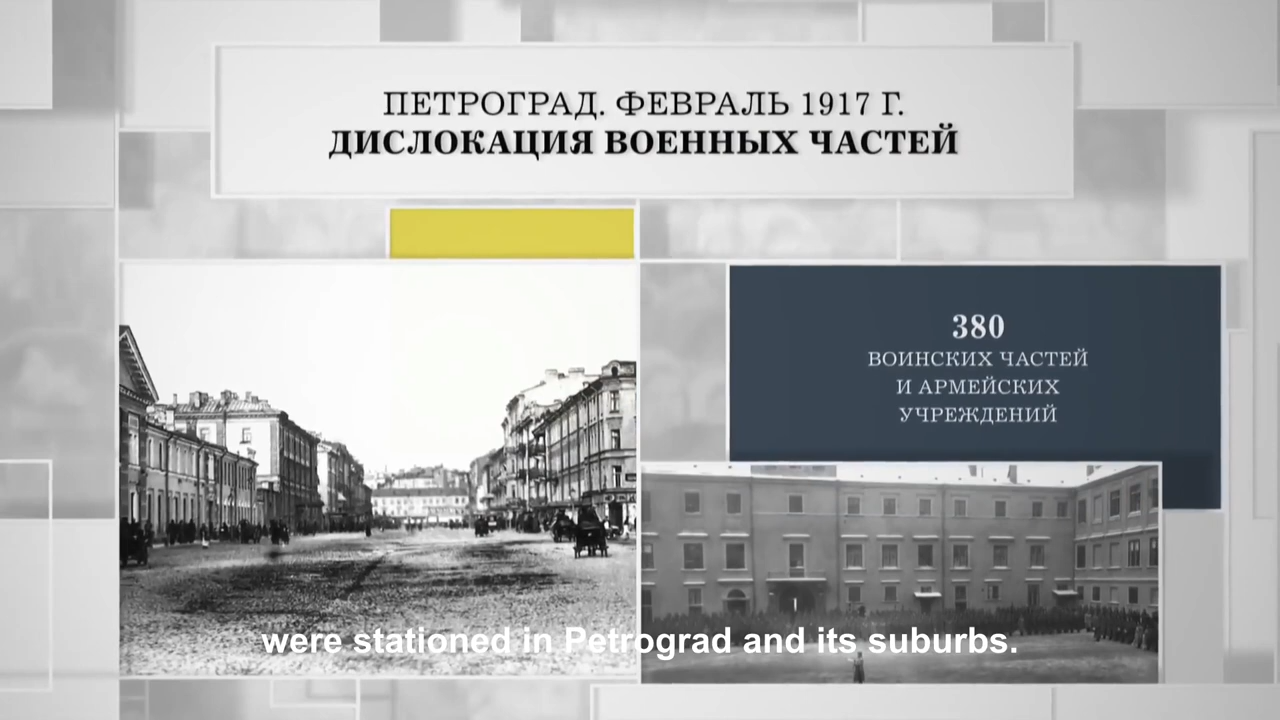 ПЕТРОГРАД. ФЕВРАЛЬ 1917 Г.
ДИСЛОКАЦИЯ ВОЕННЫХ ЧАСТЕЙ
380
ВОИНСКИХ ЧАСТЕЙ
И АРМЕЙСКИХ
УЧРЕЖДЕНИЙ
were stationed in Petrograd and its suburbs.